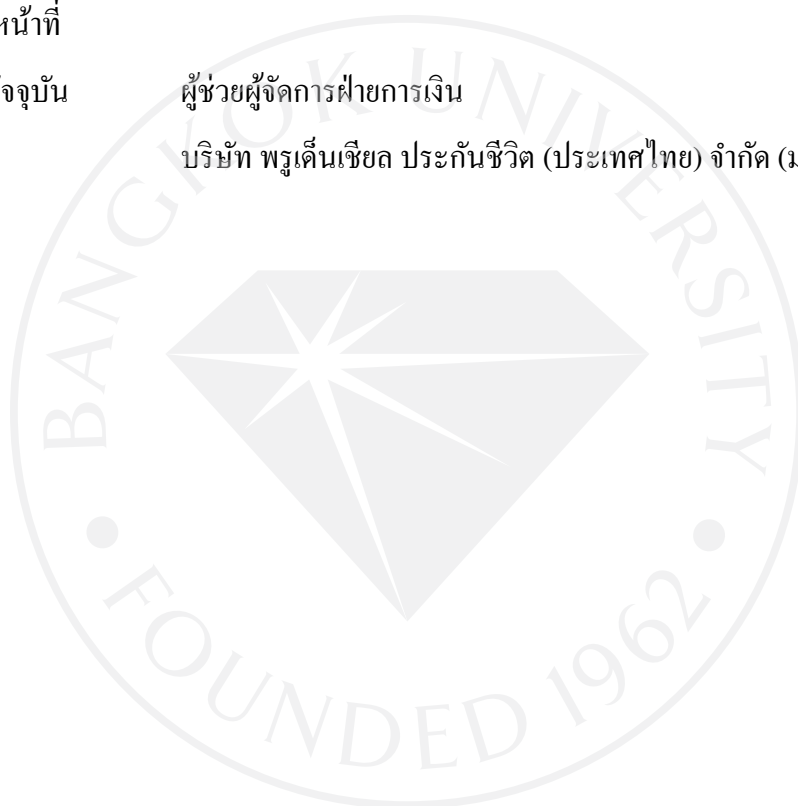 หน้าที่
จจุบัน ผู้ช่วยผู้จัดการฝ่ายการเงิน
บริษัท พรูเด็นเชียล ประกันชีวิต (ประเทศไทย) จำกัด (ม
BANGKOK UNIVERSITY
FOUNDED 1962